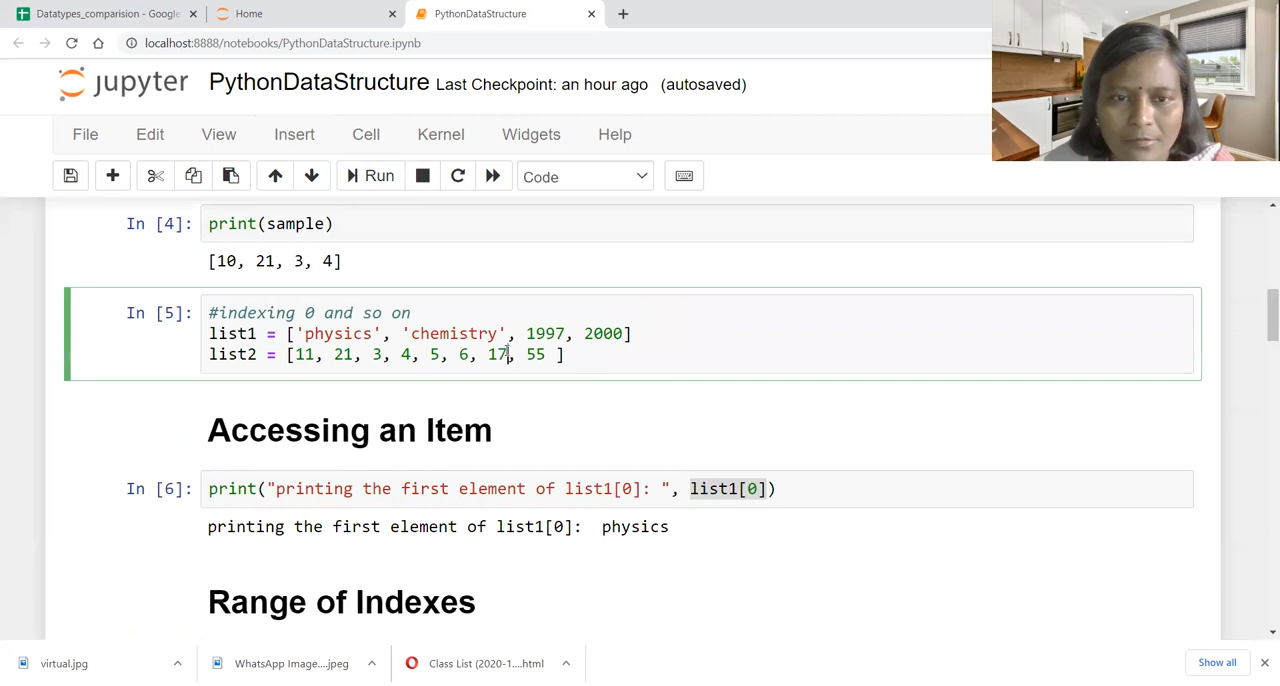 Datatypes_comparision - Google
Home
PythonDataStructure
localhost:8888/notebooks/PythonDataStructure.ipynb
jupyter PythonDataStructure Last Checkpoint: an hour ago (autosaved)
File Edit View Insert Cell Kernel Widgets Help
Run Code
In [4]: print(sample)
[10, 21, 3, 4]
In [5]: #indexing 0 and so on
list1 = ['physics', 'chemistry', 1997, 2000]
list2 = [11, 21, 3, 4, 5, 6, 17, 55 ]
Accessing an Item
In [6]: print("printing the first element of list1[0]: ", list1[0])
printing the first element of list1[0]:  physics
Range of Indexes
virtual.jpg WhatsApp Image....jpeg Class List (2020-1....html Show all